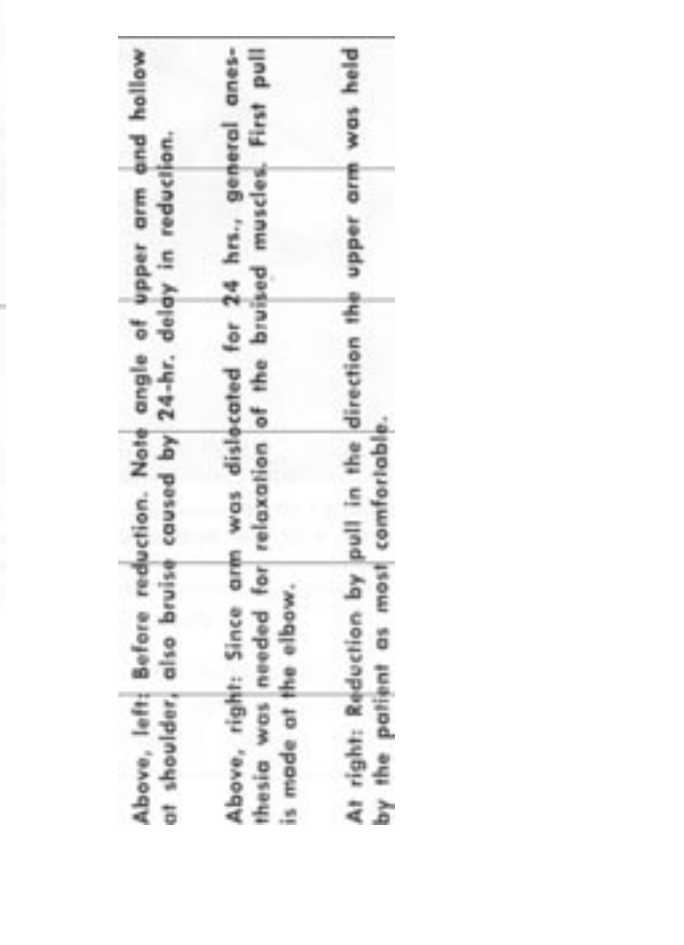 Above, left: Before reduction. Note angle of upper arm and hollow
at shoulder, also bruise caused by 24-hr. delay in reduction.
Above, right: Since arm was dislocated for 24 hrs., general anes-
thesia was needed for relaxation of the bruised muscles. First pull
is made at the elbow.
At right: Reduction by pull in the direction the upper arm was held
by the patient as most comfortable.